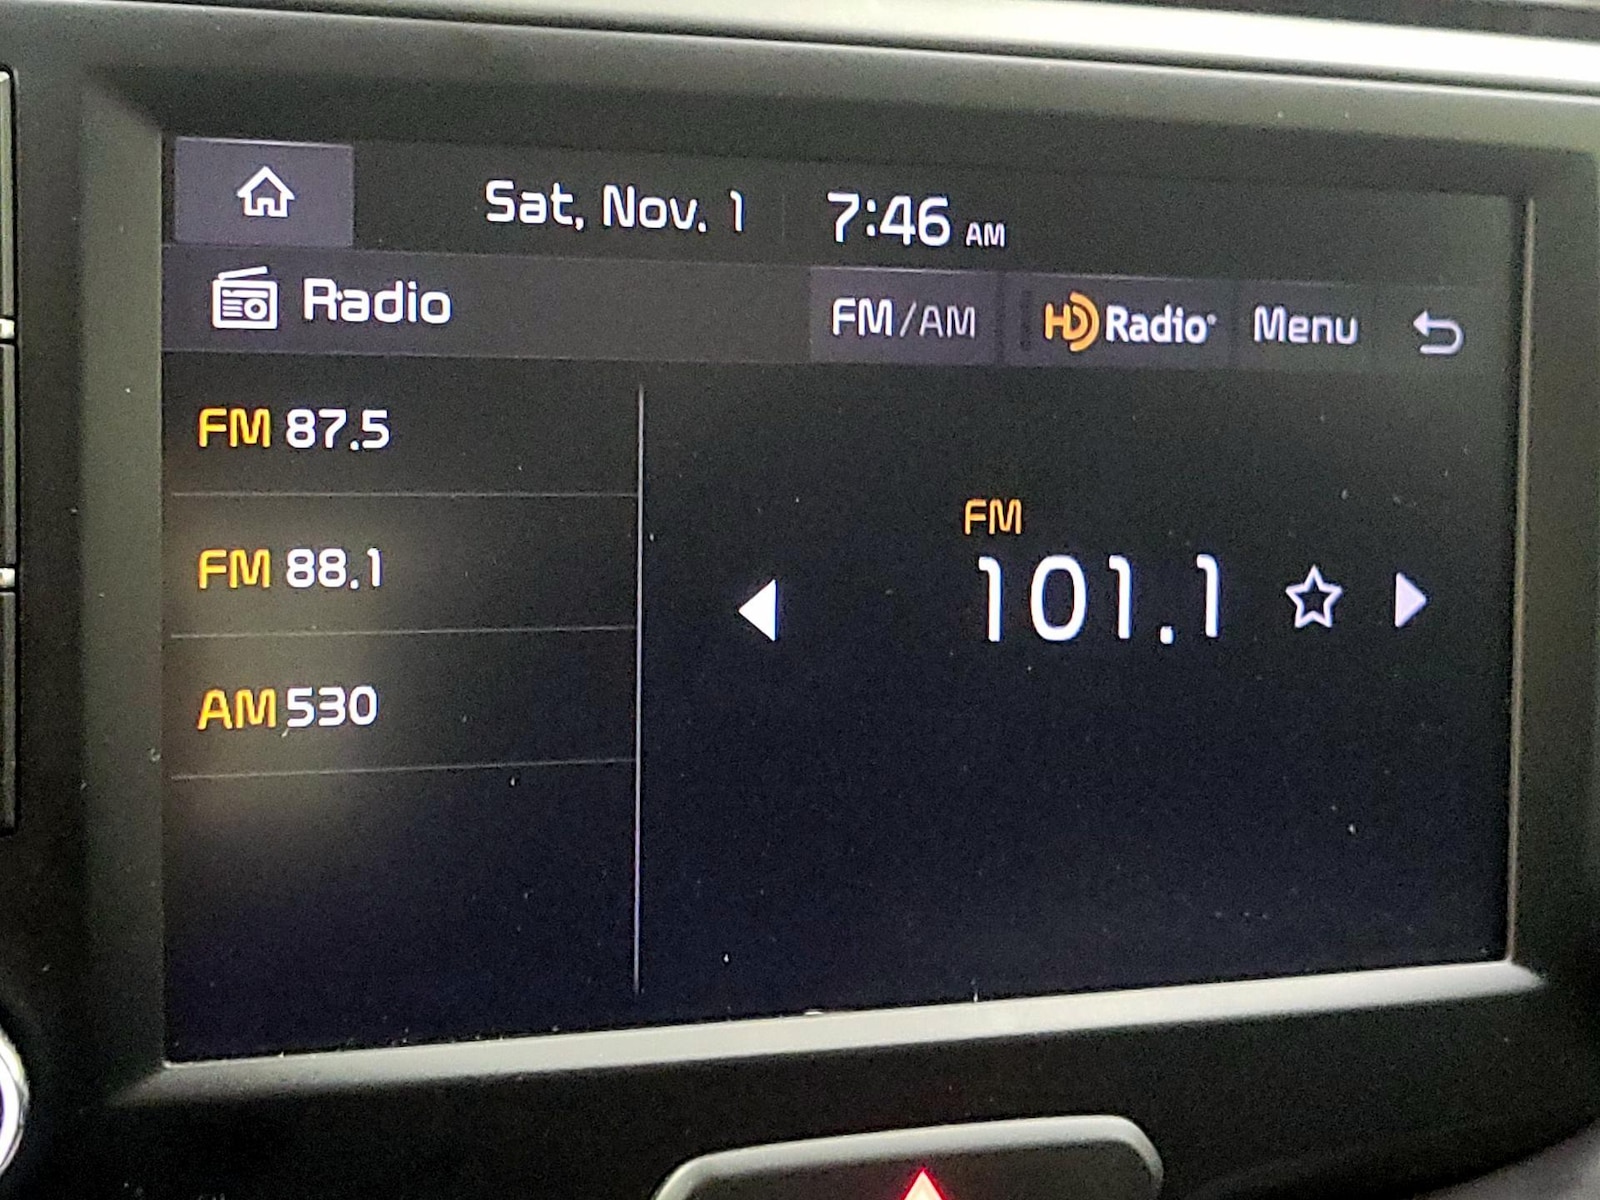 Sat, Nov. 1 7:46 AM
Radio FM/AM HD Radio® Menu
FM 87.5
FM 88.1
AM 530
FM
101.1